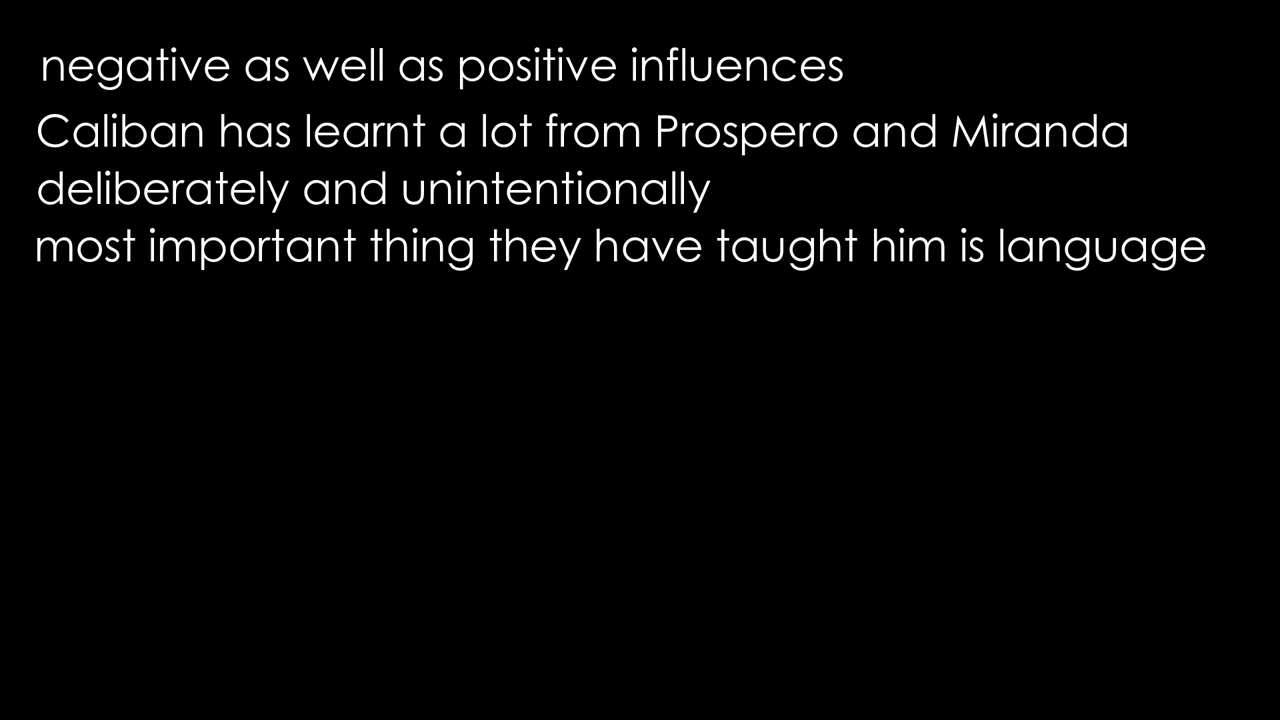 negative as well as positive influences
Caliban has learnt a lot from Prospero and Miranda
deliberately and unintentionally
most important thing they have taught him is language